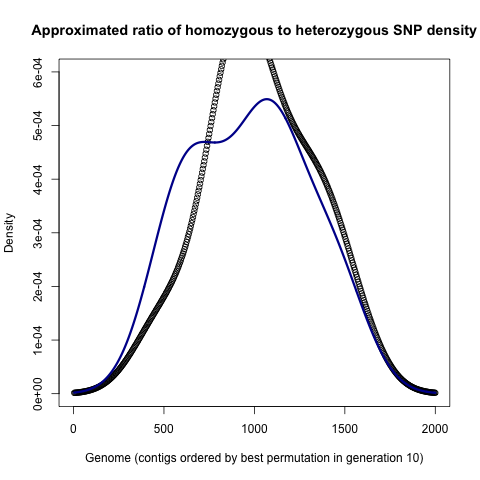 Approximated ratio of homozygous to heterozygous SNP density
6e-04
5e-04
4e-04
3e-04
2e-04
1e-04
0e+00
Density
0 500 1000 1500 2000
Genome (contigs ordered by best permutation in generation 10)